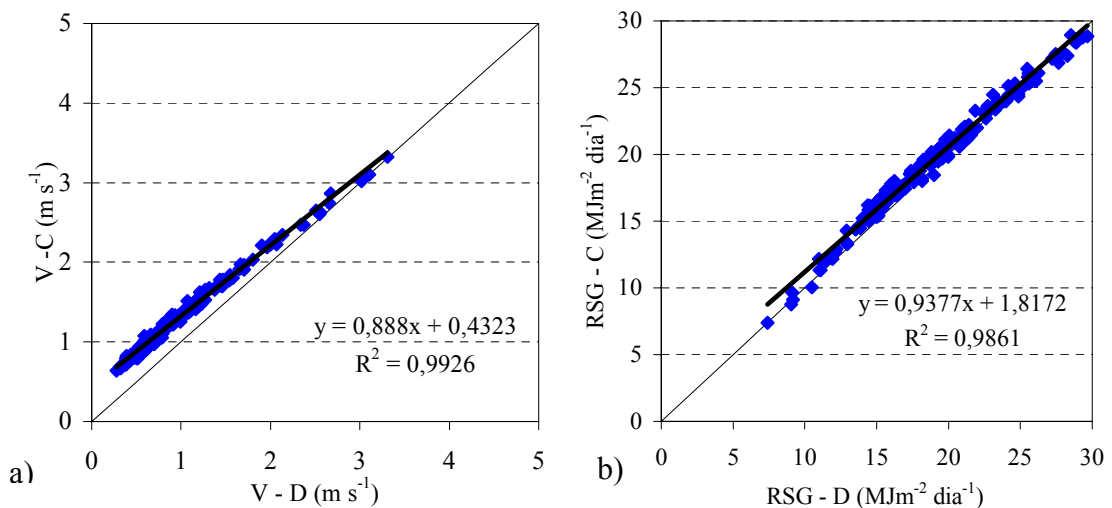 5
4
3
2
1
0
V -C (m s-1)
0 1 2 3 4 5
V - D (m s-1)
y = 0,888x + 0,4323
R2 = 0,9926
a)
30
25
20
15
10
5
0
RSG - C (MJm-2 dia-1)
0 5 10 15 20 25 30
RSG - D (MJm-2 dia-1)
y = 0,9377x + 1,8172
R2 = 0,9861
b)